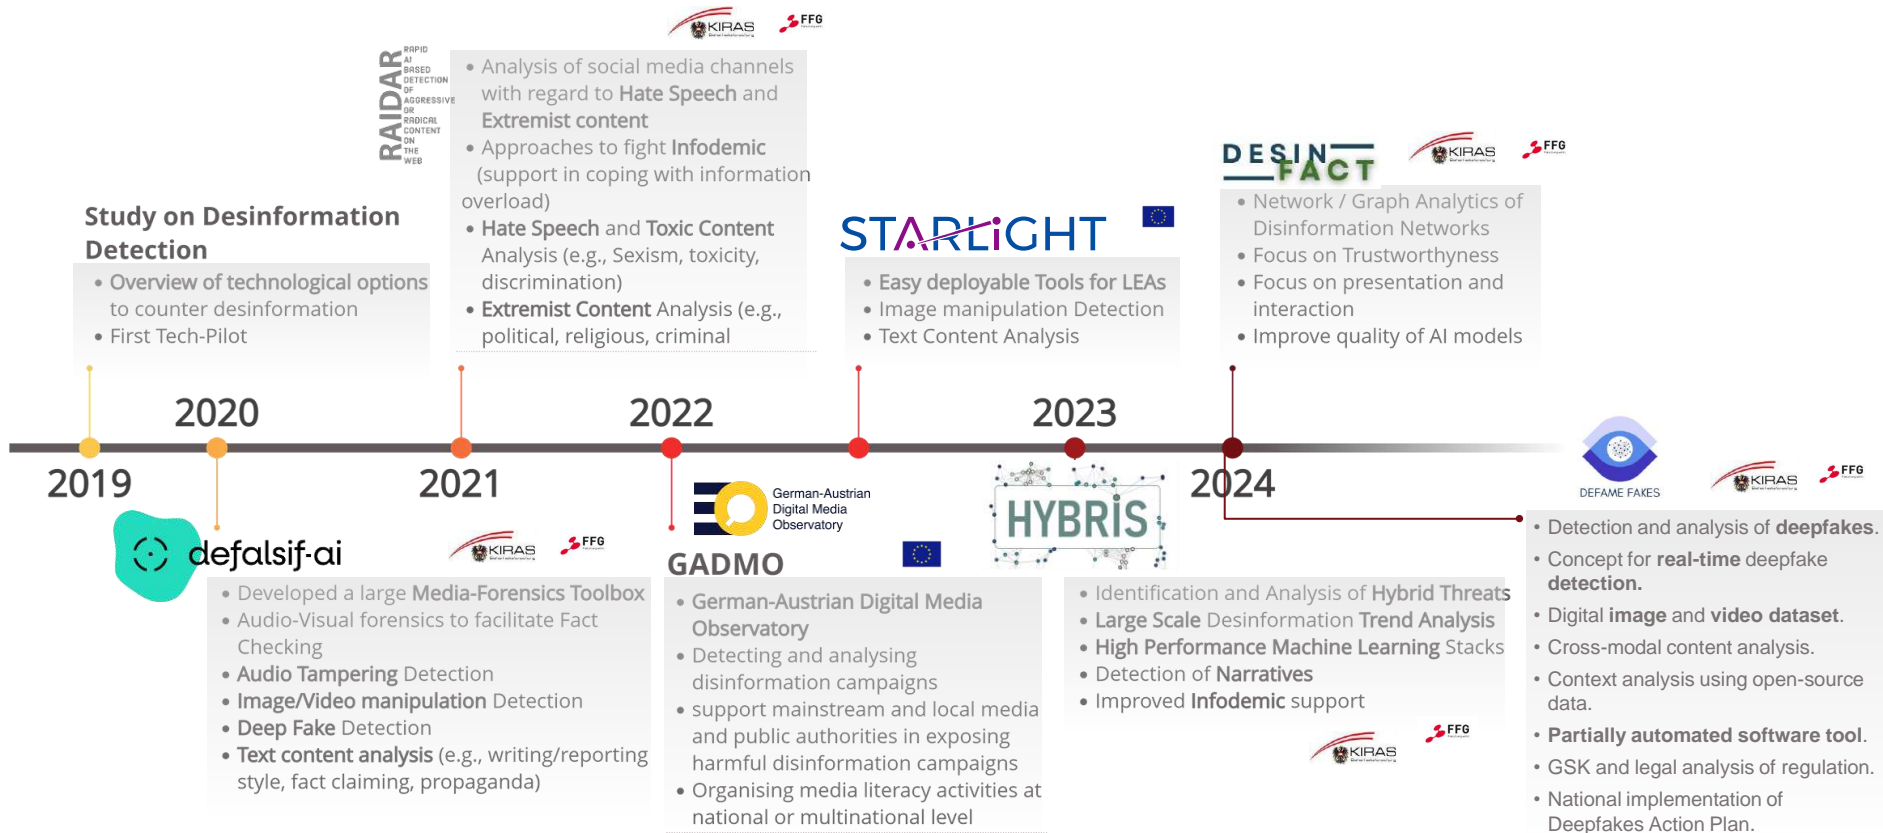 KIRAS
FFG
RAIDAR
RAPID
AI
BASED
DETECTION
OF
AGGRESSIVE
OR
RADICAL
CONTENT
ON
THE
WEB
• Analysis of social media channels
with regard to Hate Speech and
Extremist content
• Approaches to fight Infodemic
(support in coping with information
overload)
• Hate Speech and Toxic Content
Analysis (e.g., Sexism, toxicity,
discrimination)
• Extremist Content Analysis (e.g.,
political, religious, criminal
Study on Desinformation
Detection
• Overview of technological options
to counter desinformation
• First Tech-Pilot
STARLiGHT
• Easy deployable Tools for LEAs
• Image manipulation Detection
• Text Content Analysis
DESIN
FACT
KIRAS
FFG
• Network / Graph Analytics of
Disinformation Networks
• Focus on Trustworthyness
• Focus on presentation and
interaction
• Improve quality of AI models
2020
2022
2023
2019
2021
2024
defalsif-ai
KIRAS
FFG
• Developed a large Media-Forensics Toolbox
• Audio-Visual forensics to facilitate Fact
Checking
• Audio Tampering Detection
• Image/Video manipulation Detection
• Deep Fake Detection
• Text content analysis (e.g., writing/reporting
style, fact claiming, propaganda)
German-Austrian
Digital Media
Observatory
GADMO
• German-Austrian Digital Media
Observatory
• Detecting and analysing
disinformation campaigns
• support mainstream and local media
and public authorities in exposing
harmful disinformation campaigns
• Organising media literacy activities at
national or multinational level
HYBRiS
• Identification and Analysis of Hybrid Threats
• Large Scale Desinformation Trend Analysis
• High Performance Machine Learning Stacks
• Detection of Narratives
• Improved Infodemic support
KIRAS
FFG
DEFAME FAKES
KIRAS
FFG
• Detection and analysis of deepfakes.
• Concept for real-time deepfake
detection.
• Digital image and video dataset.
• Cross-modal content analysis.
• Context analysis using open-source
data.
• Partially automated software tool.
• GSK and legal analysis of regulation.
• National implementation of
Deepfakes Action Plan.